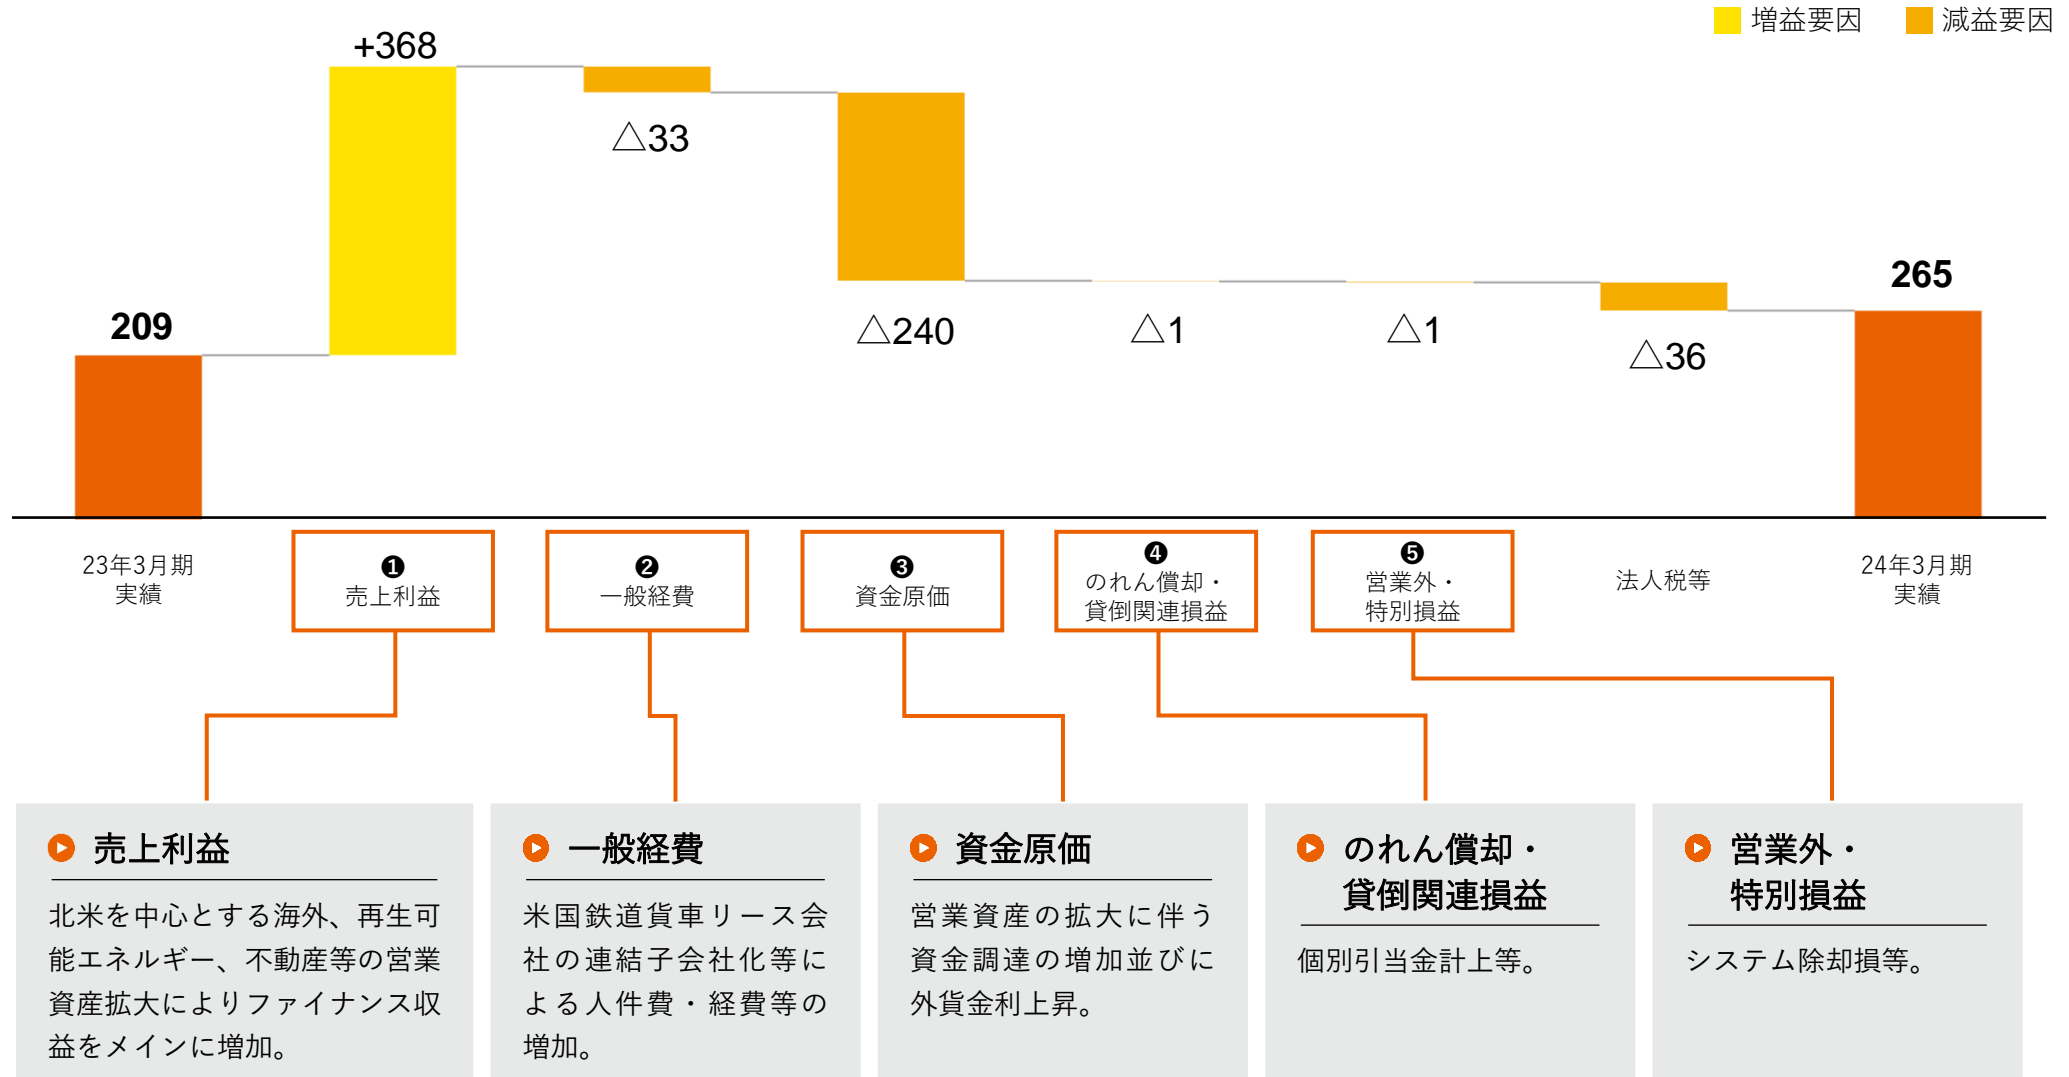 増益要因
減益要因
+368
△33
209
△240
△1
△1
△36
265
23年3月期
実績
❶
売上利益
❷
一般経費
❸
資金原価
❹
のれん償却・
貸倒関連損益
❺
営業外・
特別損益
法人税等
24年3月期
実績
売上利益
北米を中心とする海外、再生可
能エネルギー、不動産等の営業
資産拡大によりファイナンス収
益をメインに増加。
一般経費
米国鉄道貨車リース会
社の連結子会社化等に
よる人件費・経費等の
増加。
資金原価
営業資産の拡大に伴う
資金調達の増加並びに
外貨金利上昇。
のれん償却・
貸倒関連損益
個別引当金計上等。
営業外・
特別損益
システム除却損等。